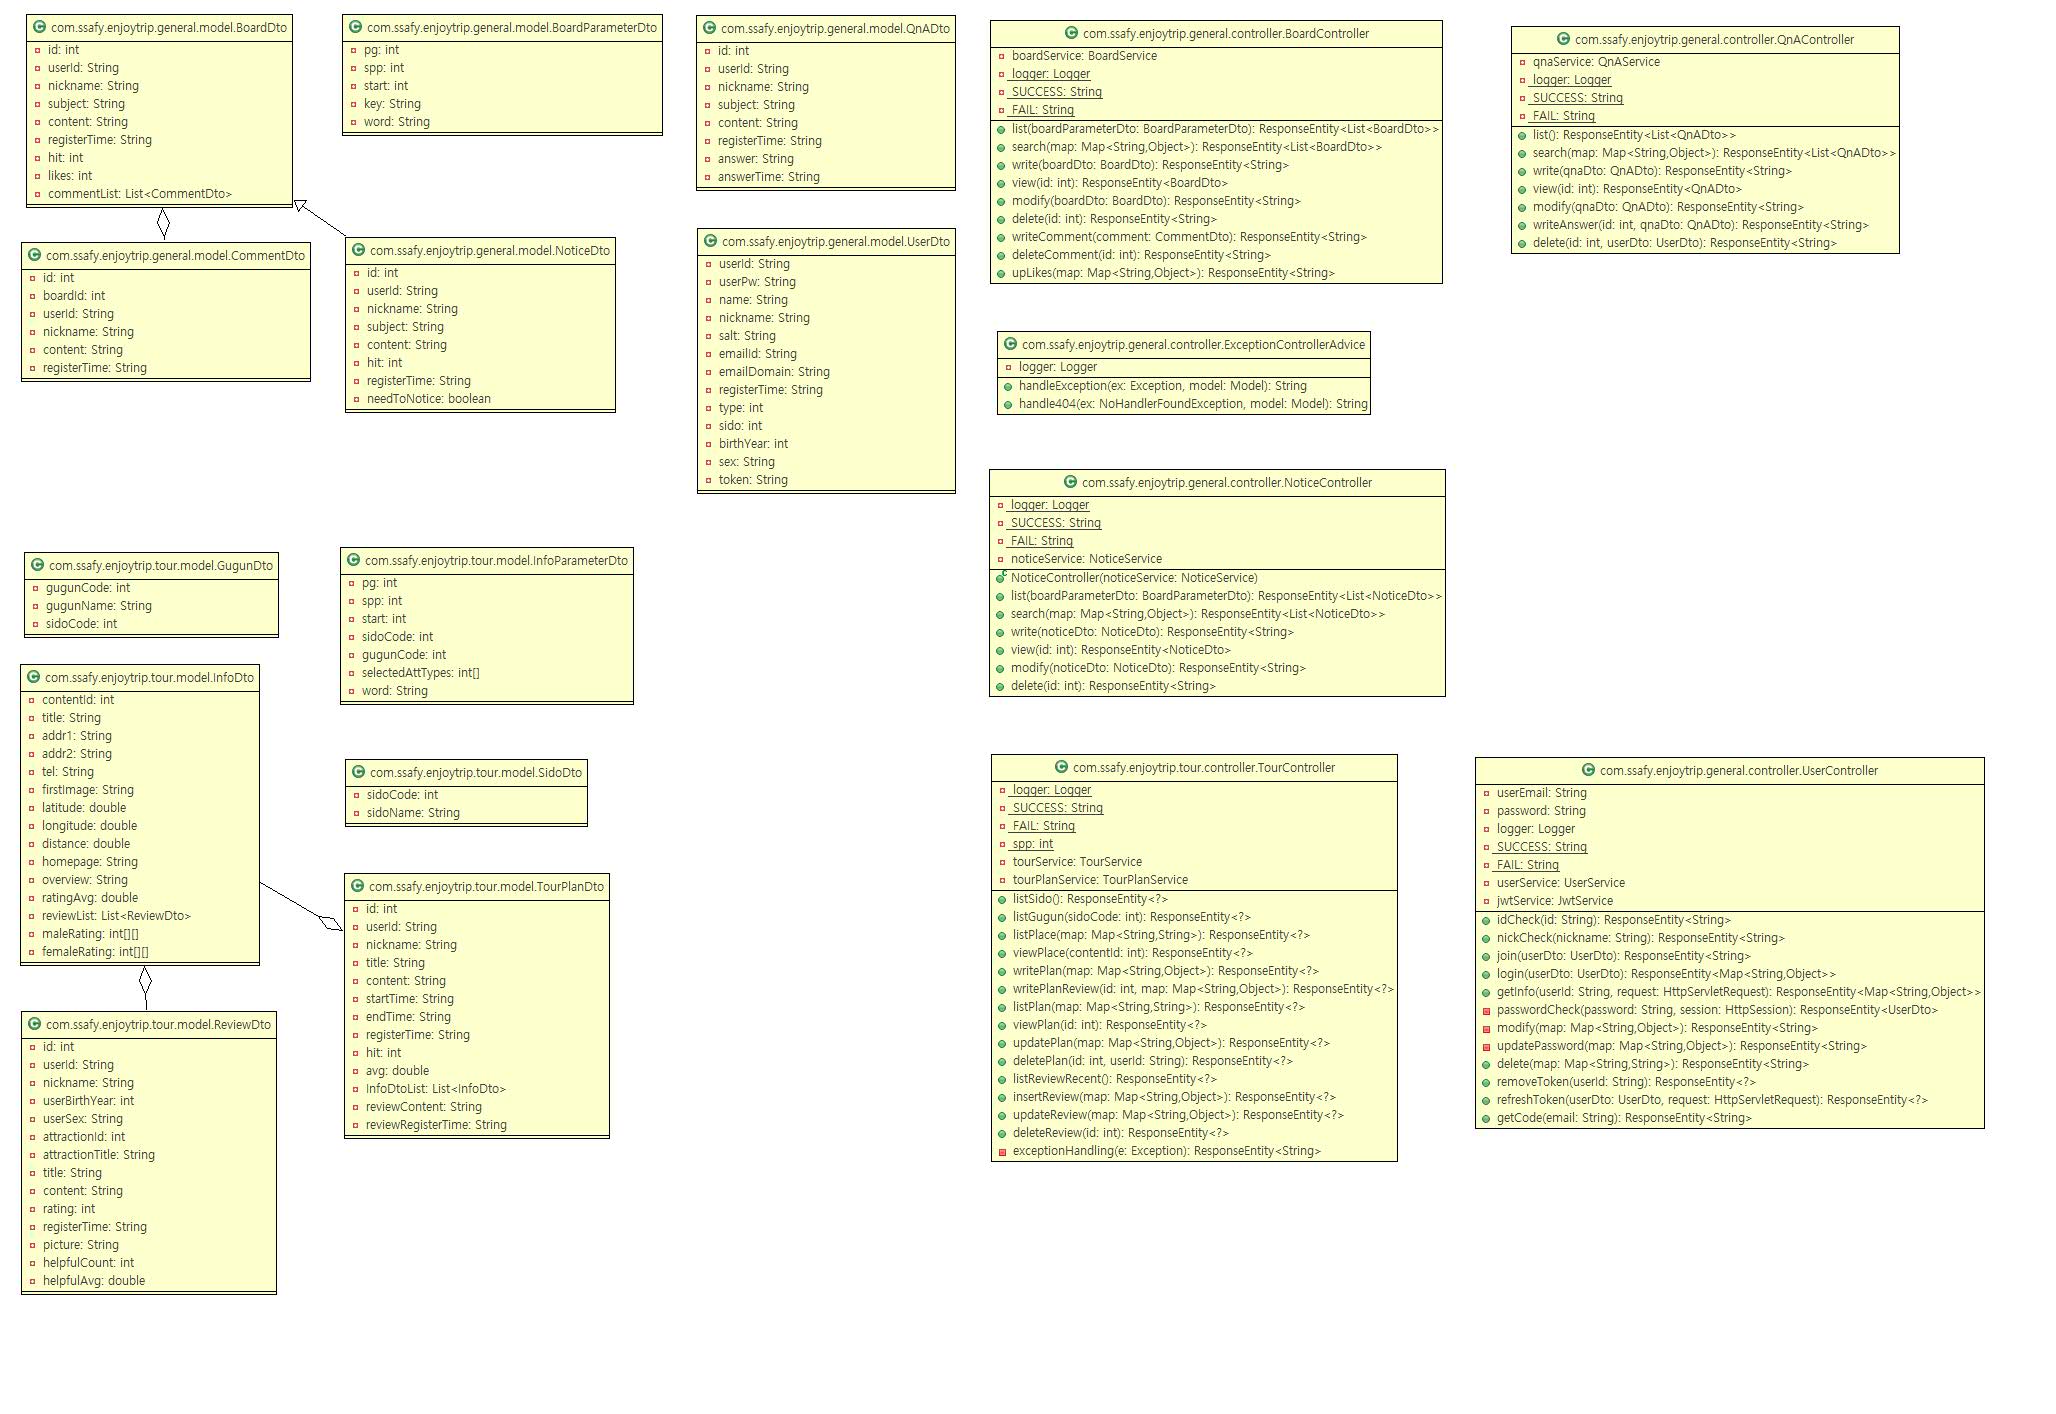 com.ssafy.enjoytrip.general.model.BoardDto
id: int
userId: String
nickname: String
subject: String
content: String
registerTime: String
hit: int
likes: int
commentList: List<CommentDto>
com.ssafy.enjoytrip.general.model.BoardParameterDto
pg: int
spp: int
start: int
key: String
word: String
com.ssafy.enjoytrip.general.model.QnADto
id: int
userId: String
nickname: String
subject: String
content: String
registerTime: String
answer: String
answerTime: String
com.ssafy.enjoytrip.general.controller.BoardController
boardService: BoardService
logger: Logger
SUCCESS: String
FAIL: String
list(boardParameterDto: BoardParameterDto): ResponseEntity<List<BoardDto>>
search(map: Map<String,Object>): ResponseEntity<List<BoardDto>>
write(boardDto: BoardDto): ResponseEntity<String>
view(id: int): ResponseEntity<BoardDto>
modify(boardDto: BoardDto): ResponseEntity<String>
delete(id: int): ResponseEntity<String>
writeComment(comment: CommentDto): ResponseEntity<String>
deleteComment(id: int): ResponseEntity<String>
upLikes(map: Map<String,Object>): ResponseEntity<String>
com.ssafy.enjoytrip.general.controller.QnAController
qnaService: QnAService
logger: Logger
SUCCESS: String
FAIL: String
list(): ResponseEntity<List<QnADto>>
search(map: Map<String,Object>): ResponseEntity<List<QnADto>>
write(qnaDto: QnADto): ResponseEntity<String>
view(id: int): ResponseEntity<QnADto>
modify(qnaDto: QnADto): ResponseEntity<String>
writeAnswer(id: int, qnaDto: QnADto): ResponseEntity<String>
delete(id: int, userDto: UserDto): ResponseEntity<String>
com.ssafy.enjoytrip.general.model.CommentDto
id: int
boardId: int
userId: String
nickname: String
content: String
registerTime: String
com.ssafy.enjoytrip.general.model.NoticeDto
id: int
userId: String
nickname: String
subject: String
content: String
hit: int
registerTime: String
needToNotice: boolean
com.ssafy.enjoytrip.general.model.UserDto
userId: String
userPw: String
name: String
nickname: String
salt: String
emailId: String
emailDomain: String
registerTime: String
type: int
sido: int
birthYear: int
sex: String
token: String
com.ssafy.enjoytrip.general.controller.ExceptionControllerAdvice
logger: Logger
handleException(ex: Exception, model: Model): String
handle404(ex: NoHandlerFoundException, model: Model): String
com.ssafy.enjoytrip.general.controller.NoticeController
logger: Logger
SUCCESS: String
FAIL: String
noticeService: NoticeService
NoticeController(noticeService: NoticeService)
list(boardParameterDto: BoardParameterDto): ResponseEntity<List<NoticeDto>>
search(map: Map<String,Object>): ResponseEntity<List<NoticeDto>>
write(noticeDto: NoticeDto): ResponseEntity<String>
view(id: int): ResponseEntity<NoticeDto>
modify(noticeDto: NoticeDto): ResponseEntity<String>
delete(id: int): ResponseEntity<String>
com.ssafy.enjoytrip.tour.model.GugunDto
gugunCode: int
gugunName: String
sidoCode: int
com.ssafy.enjoytrip.tour.model.InfoParameterDto
pg: int
spp: int
start: int
sidoCode: int
gugunCode: int
selectedAttTypes: int[]
word: String
com.ssafy.enjoytrip.tour.model.InfoDto
contentId: int
title: String
addr1: String
addr2: String
tel: String
firstImage: String
latitude: double
longitude: double
distance: double
homepage: String
overview: String
ratingAvg: double
reviewList: List<ReviewDto>
maleRating: int[][]
femaleRating: int[][]
com.ssafy.enjoytrip.tour.model.SidoDto
sidoCode: int
sidoName: String
com.ssafy.enjoytrip.tour.model.TourPlanDto
id: int
userId: String
nickname: String
title: String
content: String
startTime: String
endTime: String
registerTime: String
hit: int
avg: double
InfoDtoList: List<InfoDto>
reviewContent: String
reviewRegisterTime: String
com.ssafy.enjoytrip.tour.controller.TourController
logger: Logger
SUCCESS: String
FAIL: String
spp: int
tourService: TourService
tourPlanService: TourPlanService
listSido(): ResponseEntity<?>
listGugun(sidoCode: int): ResponseEntity<?>
listPlace(map: Map<String,String>): ResponseEntity<?>
viewPlace(contentId: int): ResponseEntity<?>
writePlan(map: Map<String,Object>): ResponseEntity<?>
writePlanReview(id: int, map: Map<String,Object>): ResponseEntity<?>
listPlan(map: Map<String,String>): ResponseEntity<?>
viewPlan(id: int): ResponseEntity<?>
updatePlan(map: Map<String,Object>): ResponseEntity<?>
deletePlan(id: int, userId: String): ResponseEntity<?>
listReviewRecent(): ResponseEntity<?>
insertReview(map: Map<String,Object>): ResponseEntity<?>
updateReview(map: Map<String,Object>): ResponseEntity<?>
deleteReview(id: int): ResponseEntity<?>
exceptionHandling(e: Exception): ResponseEntity<String>
com.ssafy.enjoytrip.general.controller.UserController
userEmail: String
password: String
logger: Logger
SUCCESS: String
FAIL: String
userService: UserService
jwtService: JwtService
idCheck(id: String): ResponseEntity<String>
nickCheck(nickname: String): ResponseEntity<String>
join(userDto: UserDto): ResponseEntity<String>
login(userDto: UserDto): ResponseEntity<Map<String,Object>>
getInfo(userId: String, request: HttpServletRequest): ResponseEntity<Map<String,Object>>
passwordCheck(password: String, session: HttpSession): ResponseEntity<UserDto>
modify(map: Map<String,Object>): ResponseEntity<String>
updatePassword(map: Map<String,Object>): ResponseEntity<String>
delete(map: Map<String,String>): ResponseEntity<String>
removeToken(userId: String): ResponseEntity<?>
refreshToken(userDto: UserDto, request: HttpServletRequest): ResponseEntity<?>
getCode(email: String): ResponseEntity<String>
com.ssafy.enjoytrip.tour.model.ReviewDto
id: int
userId: String
nickname: String
userBirthYear: int
userSex: String
attractionId: int
attractionTitle: String
title: String
content: String
rating: int
registerTime: String
picture: String
helpfulCount: int
helpfulAvg: double